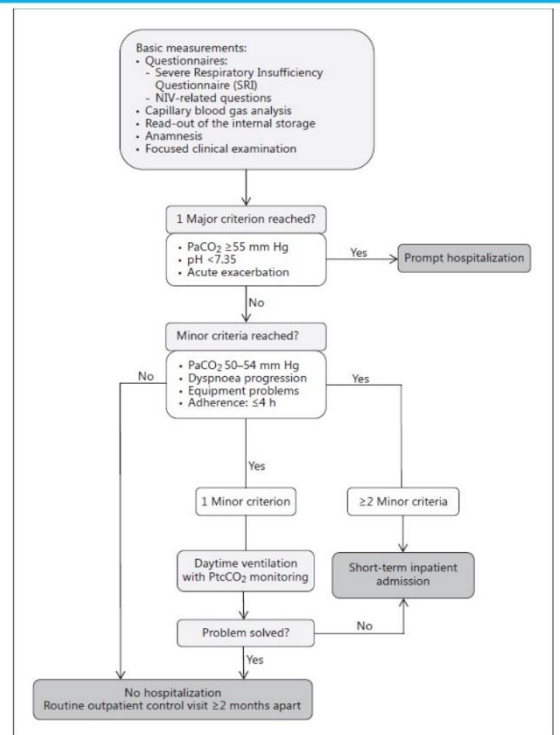 Basic measurements:
• Questionnaires:
- Severe Respiratory Insufficiency
Questionnaire (SRI)
- NIV-related questions
• Capillary blood gas analysis
• Read-out of the internal storage
• Anamnesis
• Focused clinical examination
1 Major criterion reached?
• PaCO2 ≥55 mm Hg
• pH <7.35
• Acute exacerbation
Yes
Prompt hospitalization
No
Minor criteria reached?
• PaCO2 50–54 mm Hg
• Dyspnoea progression
• Equipment problems
• Adherence: ≤4 h
No
Yes
Yes
1 Minor criterion
≥2 Minor criteria
Daytime ventilation
with PtcCO2 monitoring
Short-term inpatient
admission
Problem solved?
No
Yes
No hospitalization
Routine outpatient control visit ≥2 months apart